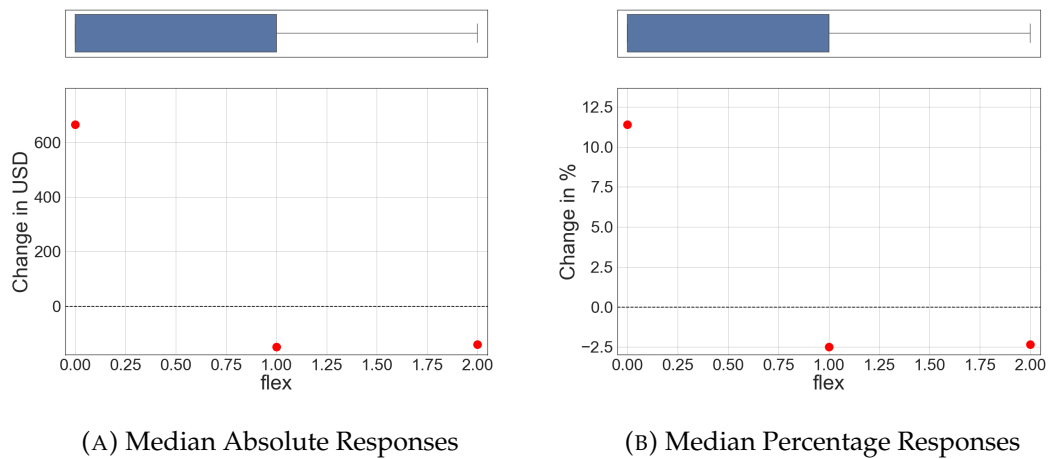 600
400
200
0
Change in USD
0.00 0.25 0.50 0.75 1.00 1.25 1.50 1.75 2.00
flex
(A) Median Absolute Responses
12.5
10.0
7.5
5.0
2.5
0.0
−2.5
Change in %
0.00 0.25 0.50 0.75 1.00 1.25 1.50 1.75 2.00
flex
(B) Median Percentage Responses